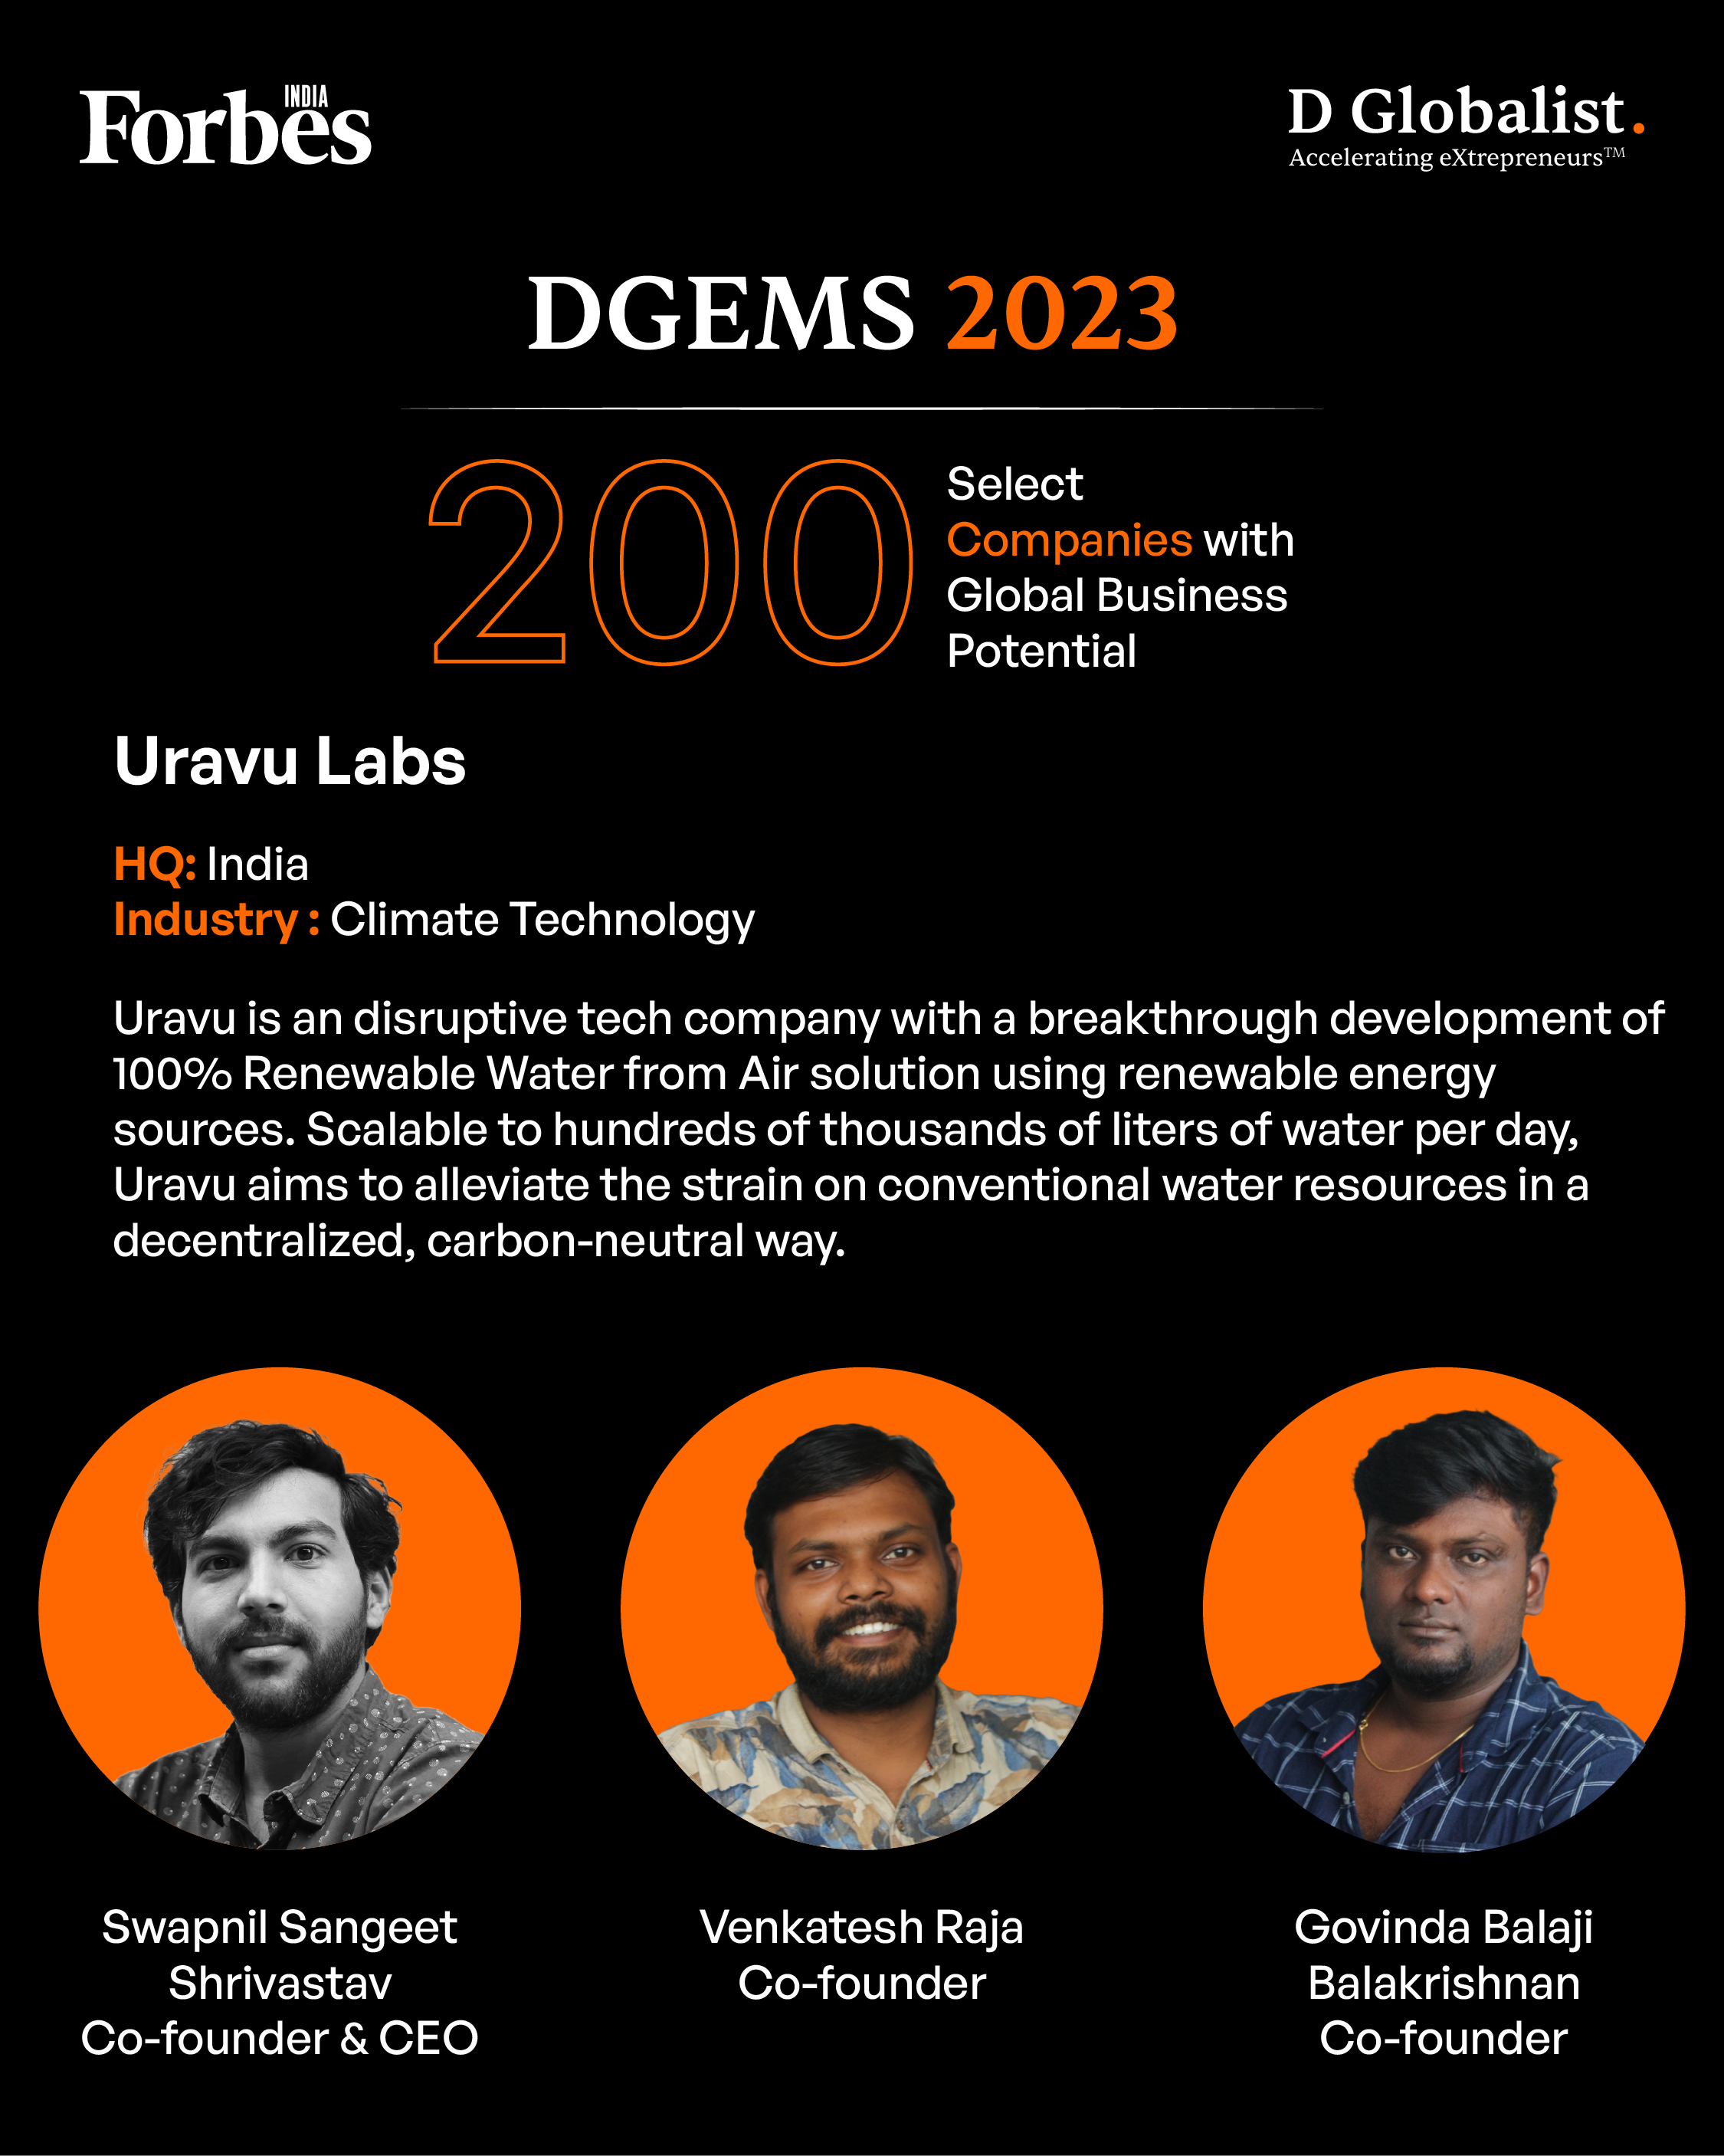 Forbes INDIA
D Globalist.
Accelerating eXtrepreneurs™
DGEMS 2023
200
Select
Companies with
Global Business
Potential
Uravu Labs
HQ: India
Industry : Climate Technology
Uravu is an disruptive tech company with a breakthrough development of
100% Renewable Water from Air solution using renewable energy
sources. Scalable to hundreds of thousands of liters of water per day,
Uravu aims to alleviate the strain on conventional water resources in a
decentralized, carbon-neutral way.
Swapnil Sangeet
Shrivastav
Co-founder & CEO
Venkatesh Raja
Co-founder
Govinda Balaji
Balakrishnan
Co-founder